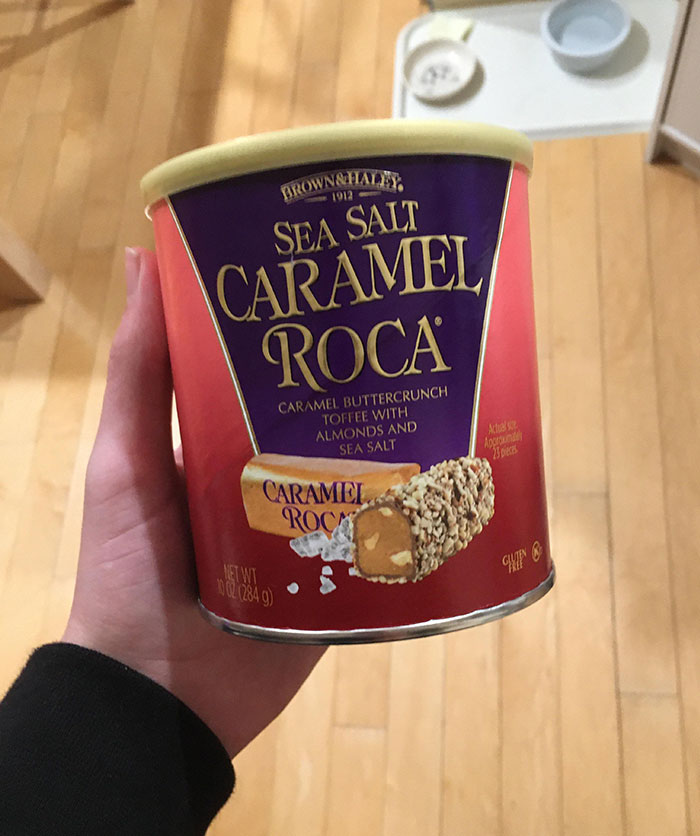 BROWN & HALEY®
1912
SEA SALT
CARAMEL
ROCA®
CARAMEL BUTTERCRUNCH
TOFFEE WITH
ALMONDS AND
SEA SALT
Actual size
Approximately
23 pieces
CARAMEL
ROCA
NET WT
10 OZ (284 g)
GLUTEN
FREE